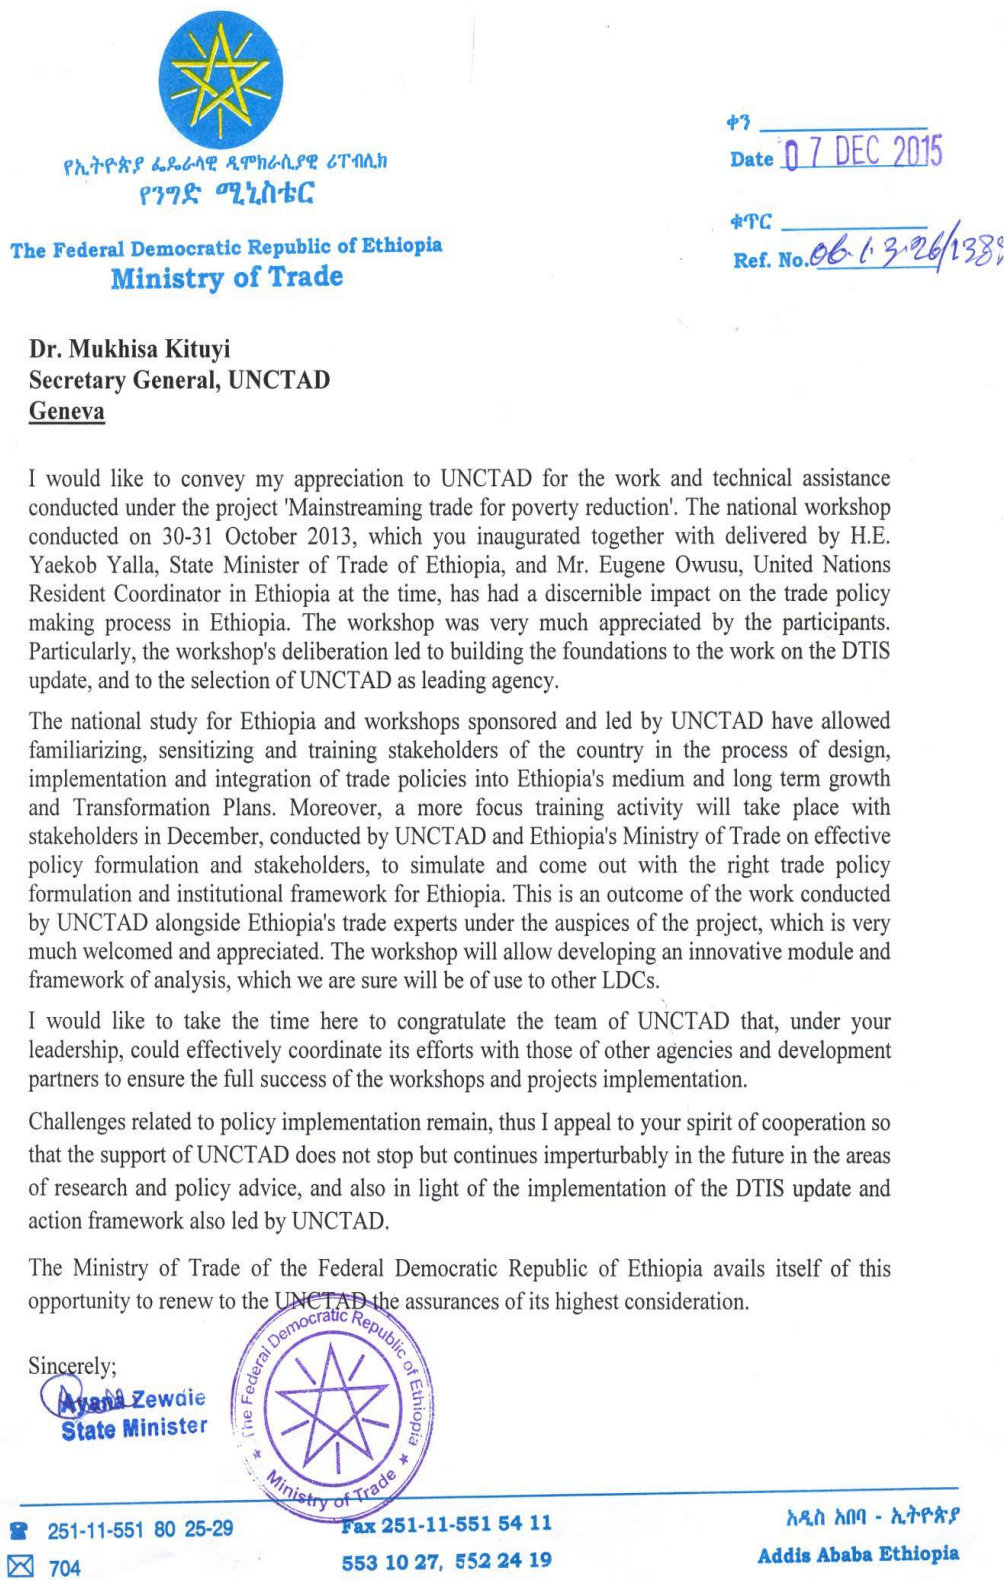 የኢትዮጵያ ፌዴራላዊ ዲሞክራሲያዊ ሪፐብሊክ
የንግድ ሚኒስቴር
The Federal Democratic Republic of Ethiopia
Ministry of Trade
ቀን
Date 07 DEC 2015
ቁጥር
Ref. No.
Dr. Mukhisa Kituyi
Secretary General, UNCTAD
Geneva
I would like to convey my appreciation to UNCTAD for the work and technical assistance
conducted under the project 'Mainstreaming trade for poverty reduction'. The national workshop
conducted on 30-31 October 2013, which you inaugurated together with delivered by H.E.
Yaekob Yalla, State Minister of Trade of Ethiopia, and Mr. Eugene Owusu, United Nations
Resident Coordinator in Ethiopia at the time, has had a discernible impact on the trade policy
making process in Ethiopia. The workshop was very much appreciated by the participants.
Particularly, the workshop's deliberation led to building the foundations to the work on the DTIS
update, and to the selection of UNCTAD as leading agency.
The national study for Ethiopia and workshops sponsored and led by UNCTAD have allowed
familiarizing, sensitizing and training stakeholders of the country in the process of design,
implementation and integration of trade policies into Ethiopia's medium and long term growth
and Transformation Plans. Moreover, a more focus training activity will take place with
stakeholders in December, conducted by UNCTAD and Ethiopia's Ministry of Trade on effective
policy formulation and stakeholders, to simulate and come out with the right trade policy
formulation and institutional framework for Ethiopia. This is an outcome of the work conducted
by UNCTAD alongside Ethiopia's trade experts under the auspices of the project, which is very
much welcomed and appreciated. The workshop will allow developing an innovative module and
framework of analysis, which we are sure will be of use to other LDCs.
I would like to take the time here to congratulate the team of UNCTAD that, under your
leadership, could effectively coordinate its efforts with those of other agencies and development
partners to ensure the full success of the workshops and projects implementation.
Challenges related to policy implementation remain, thus I appeal to your spirit of cooperation so
that the support of UNCTAD does not stop but continues imperturbably in the future in the areas
of research and policy advice, and also in light of the implementation of the DTIS update and
action framework also led by UNCTAD.
The Ministry of Trade of the Federal Democratic Republic of Ethiopia avails itself of this
opportunity to renew to the UNCTAD the assurances of its highest consideration.
Sincerely;
Ayana Zewdie
State Minister
The Federal Democratic Republic of Ethiopia
Ministry of Trade
251-11-551 80 25-29
704
Fax 251-11-551 54 11
553 10 27, 552 24 19
አዲስ አበባ - ኢትዮጵያ
Addis Ababa Ethiopia